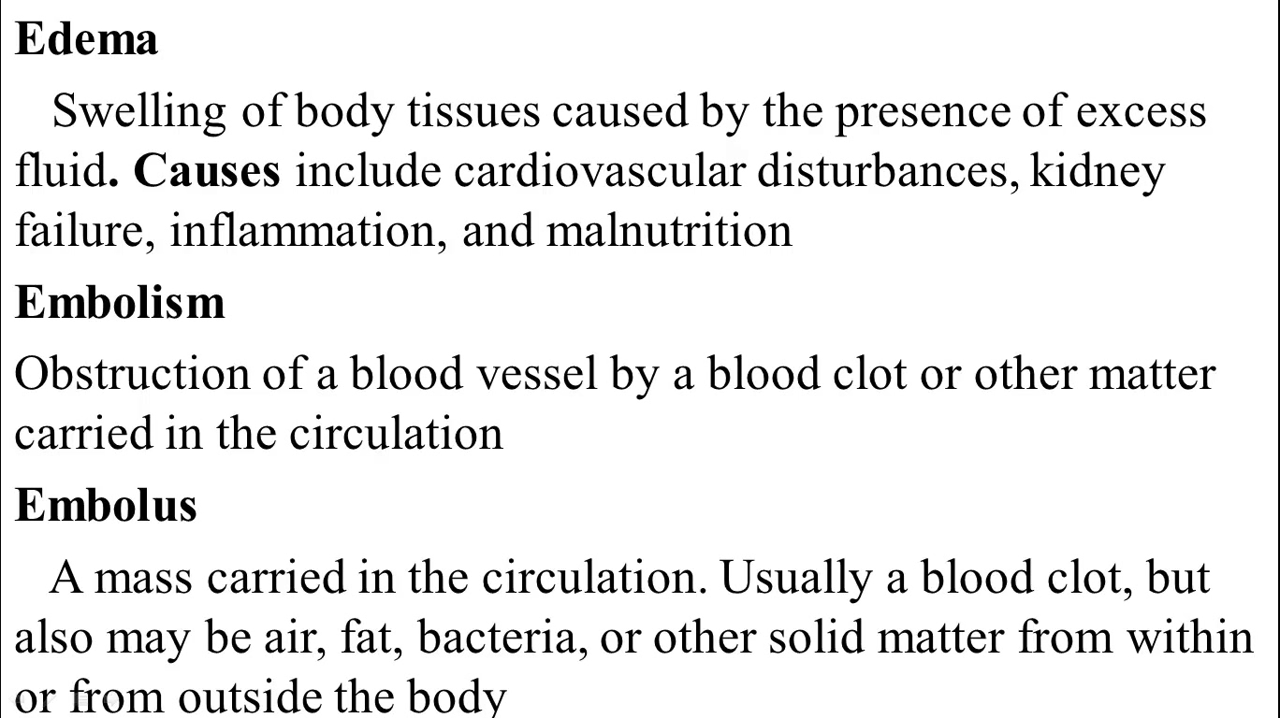 Edema
Swelling of body tissues caused by the presence of excess
fluid. Causes include cardiovascular disturbances, kidney
failure, inflammation, and malnutrition
Embolism
Obstruction of a blood vessel by a blood clot or other matter
carried in the circulation
Embolus
A mass carried in the circulation. Usually a blood clot, but
also may be air, fat, bacteria, or other solid matter from within
or from outside the body